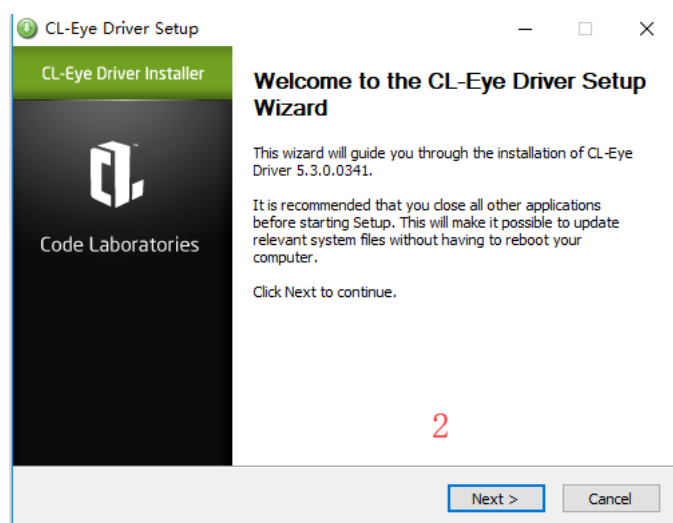 CL-Eye Driver Setup
CL-Eye Driver Installer
Code Laboratories
Welcome to the CL-Eye Driver Setup
Wizard
This wizard will guide you through the installation of CL-Eye
Driver 5.3.0.0341.
It is recommended that you close all other applications
before starting Setup. This will make it possible to update
relevant system files without having to reboot your
computer.
Click Next to continue.
2
Next >
Cancel